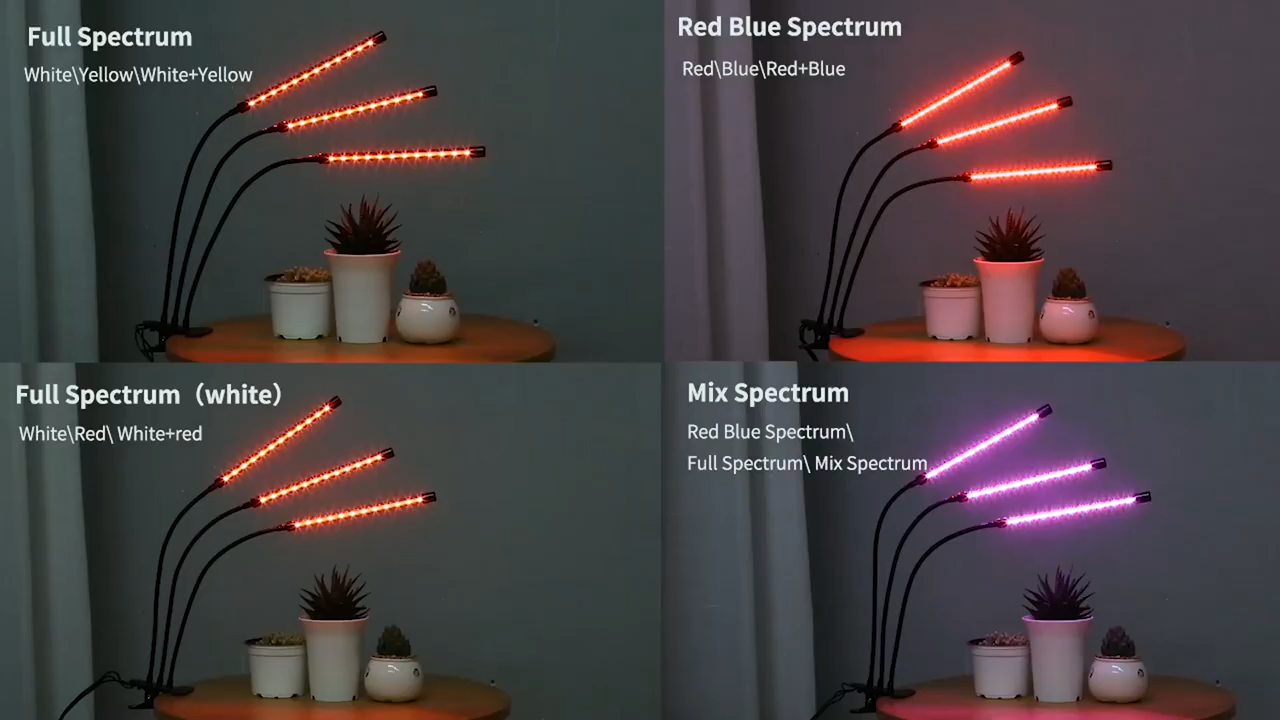 Full Spectrum
White\Yellow\White+Yellow
Red Blue Spectrum
Red\Blue\Red+Blue
Full Spectrum（white）
White\Red\ White+red
Mix Spectrum
Red Blue Spectrum\
Full Spectrum\ Mix Spectrum